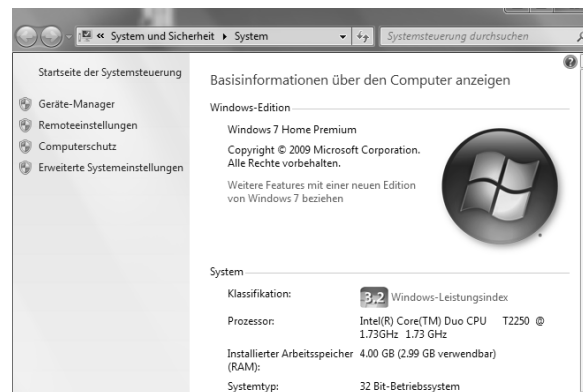 « System und Sicherheit ▸ System
Systemsteuerung durchsuchen
Startseite der Systemsteuerung
Geräte-Manager
Remoteeinstellungen
Computerschutz
Erweiterte Systemeinstellungen
Basisinformationen über den Computer anzeigen
Windows-Edition
Windows 7 Home Premium
Copyright © 2009 Microsoft Corporation.
Alle Rechte vorbehalten.
Weitere Features mit einer neuen Edition
von Windows 7 beziehen
System
Klassifikation: 3,2 Windows-Leistungsindex
Prozessor: Intel(R) Core(TM) Duo CPU T2250 @
1.73GHz 1.73 GHz
Installierter Arbeitsspeicher 4.00 GB (2.99 GB verwendbar)
(RAM):
Systemtyp: 32 Bit-Betriebssystem